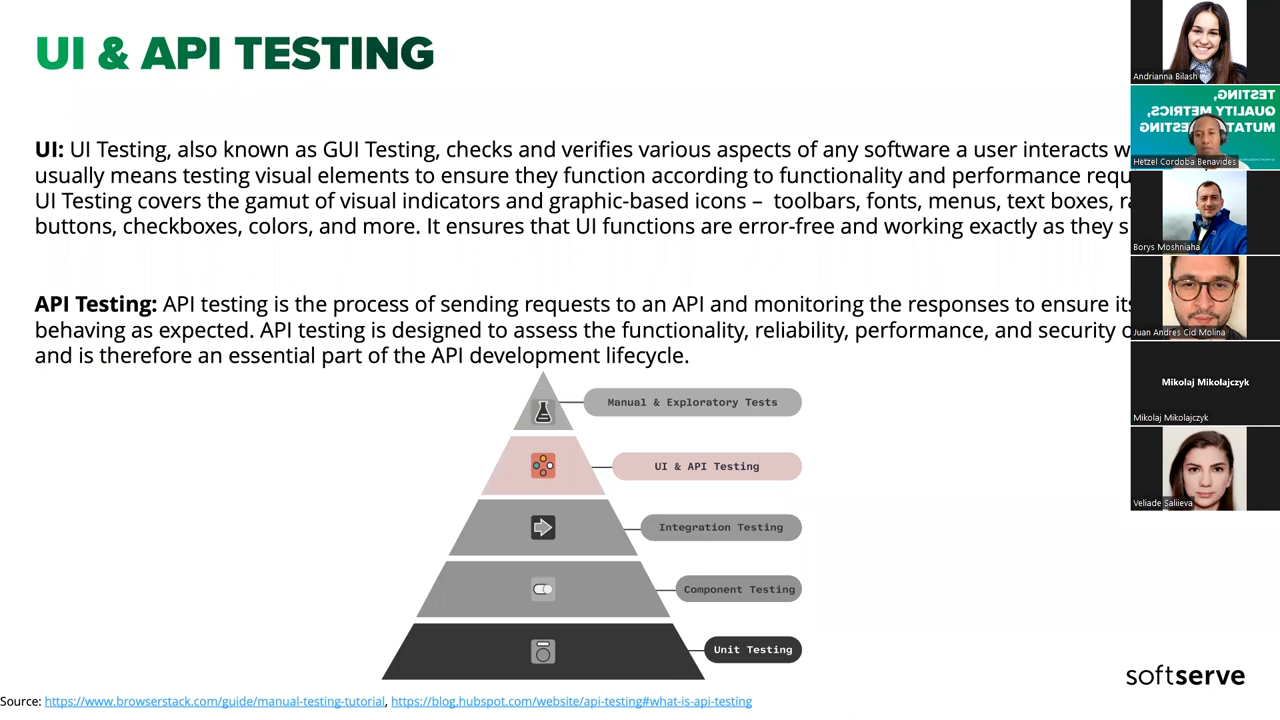 UI & API TESTING
UI: UI Testing, also known as GUI Testing, checks and verifies various aspects of any software a user interacts
usually means testing visual elements to ensure they function according to functionality and performance
UI Testing covers the gamut of visual indicators and graphic-based icons – toolbars, fonts, menus, text boxes,
buttons, checkboxes, colors, and more. It ensures that UI functions are error-free and working exactly as they
API Testing: API testing is the process of sending requests to an API and monitoring the responses to ensure
behaving as expected. API testing is designed to assess the functionality, reliability, performance, and security
and is therefore an essential part of the API development lifecycle.
Manual & Exploratory Tests
UI & API Testing
Integration Testing
Component Testing
Unit Testing
Source: https://www.browserstack.com/guide/manual-testing-tutorial, https://blog.hubspot.com/website/api-testing#what-is-api-testing
softserve
Andrianna Bilash
TESTING,
QUALITY METRICS,
Hetzel Cordoba Benavides
Borys Moshniaha
Juan Andres Cid Molina
Mikolaj Mikołajczyk
Mikolaj Mikołajczyk
Veliade Saliieva